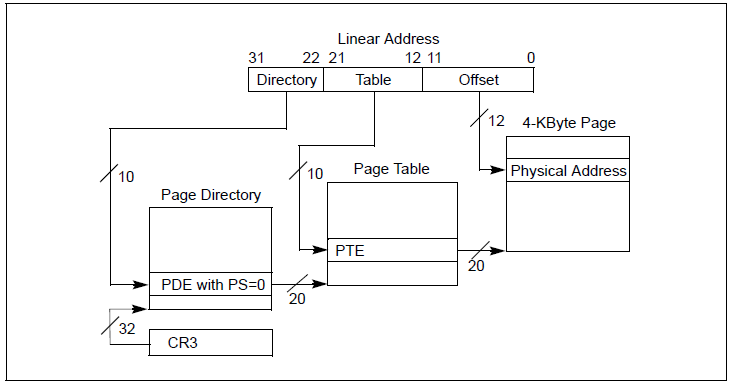 Linear Address
31 22 21 12 11 0
Directory Table Offset
12
4-KByte Page
10
10
Page Table
Physical Address
Page Directory
PTE
20
PDE with PS=0
20
32
CR3